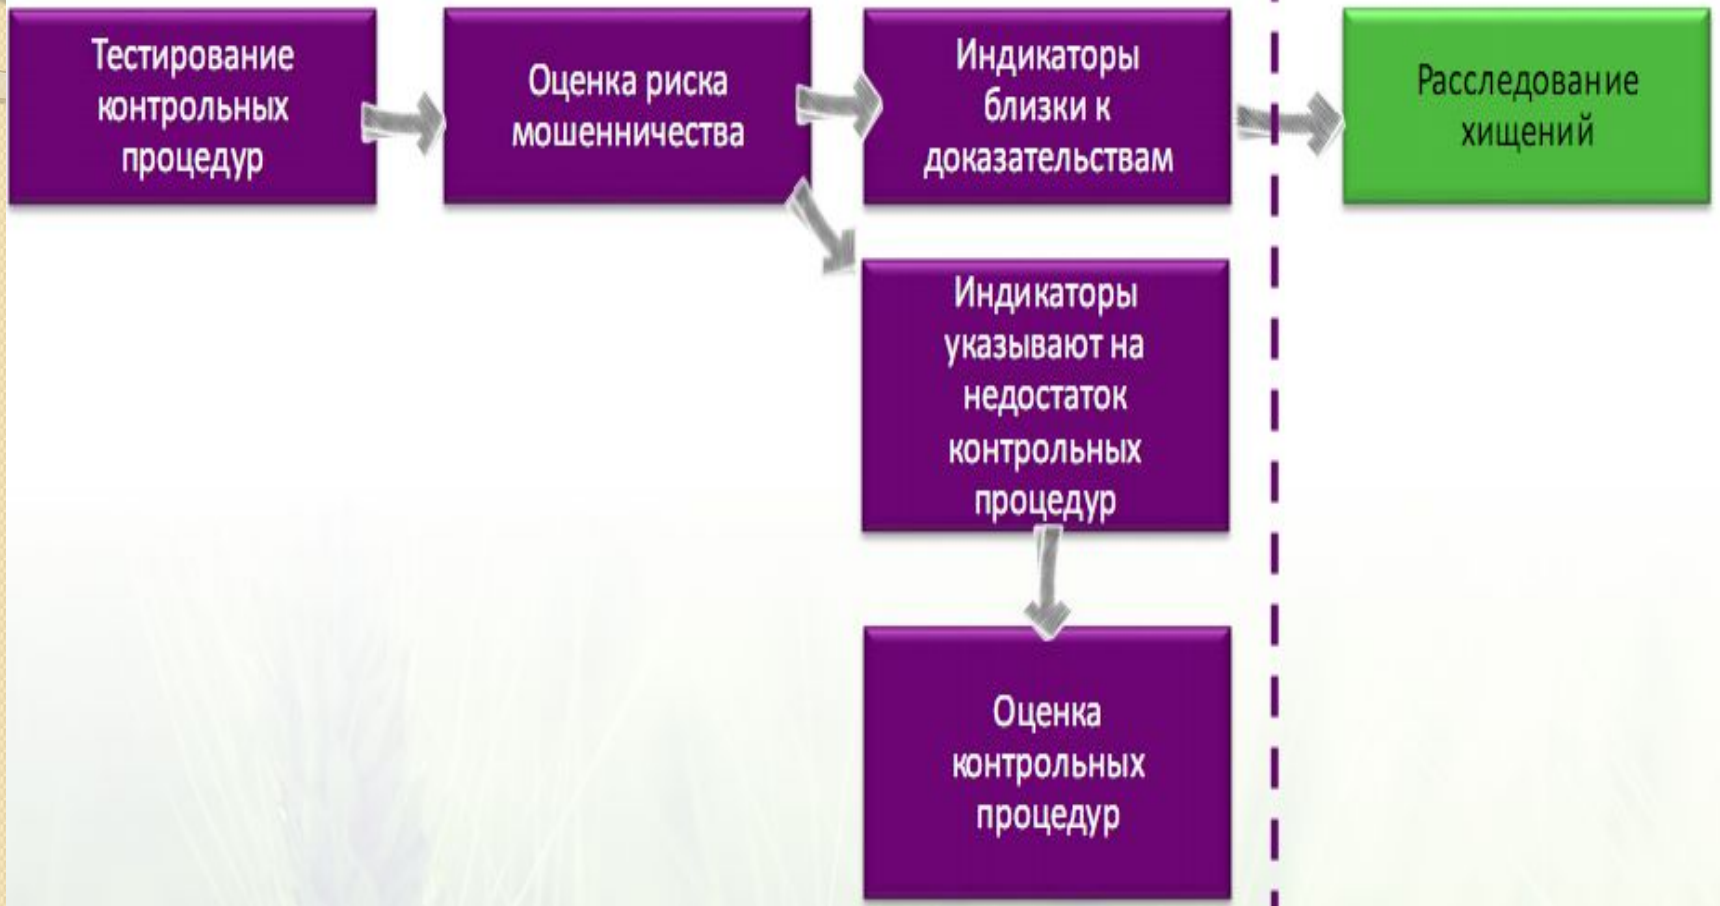 Тестирование
контрольных
процедур
Оценка риска
мошенничества
Индикаторы
близки к
доказательствам
Расследование
хищений
Индикаторы
указывают на
недостаток
контрольных
процедур
Оценка
контрольных
процедур